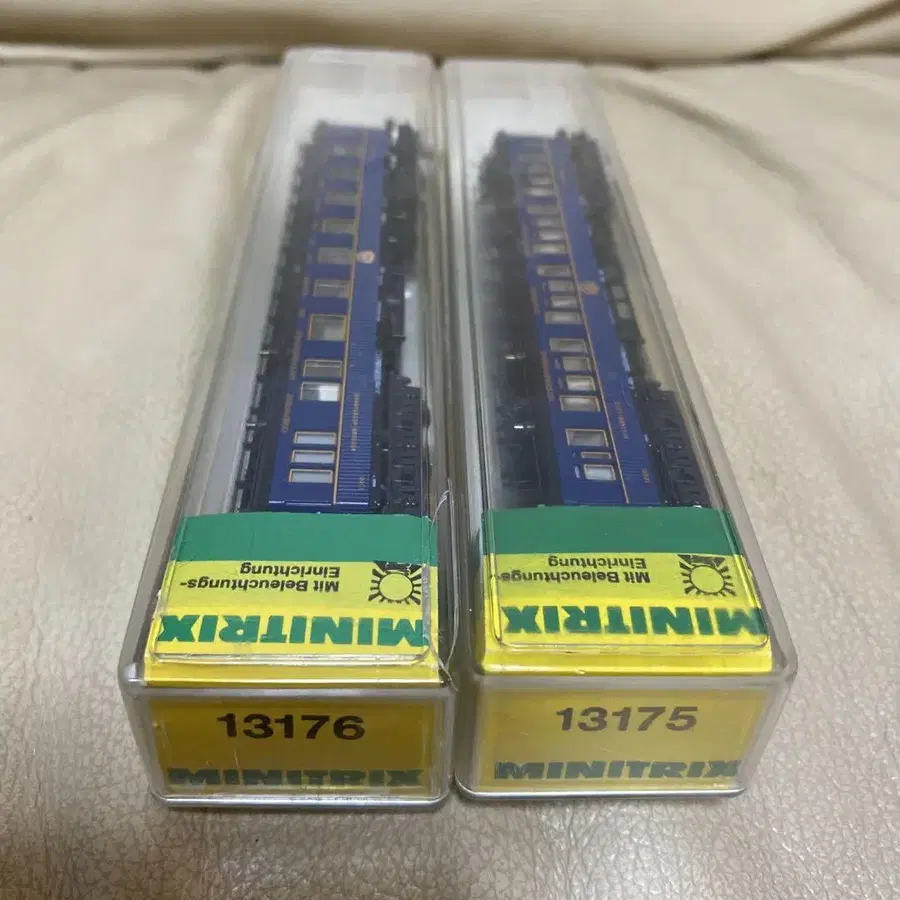 Mit Beleuchtungs-
Einrichtung
MINITRIX
13176
MINITRIX
Mit Beleuchtungs-
Einrichtung
MINITRIX
13175
MINITRIX